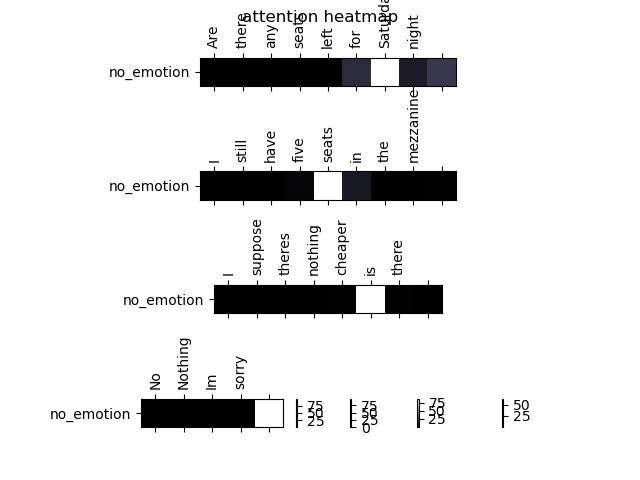 attention heatmap
Are there any seats left for Saturda night
no_emotion
I still have five seats in the mezzanine
no_emotion
I suppose theres nothing cheaper is there
no_emotion
No Nothing Im sorry
no_emotion
75 50 25
75 50 25 0
75 50 25
50 25